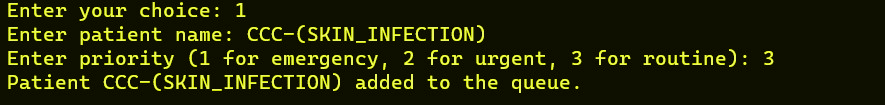 Enter your choice: 1
Enter patient name: CCC-(SKIN_INFECTION)
Enter priority (1 for emergency, 2 for urgent, 3 for routine): 3
Patient CCC-(SKIN_INFECTION) added to the queue.